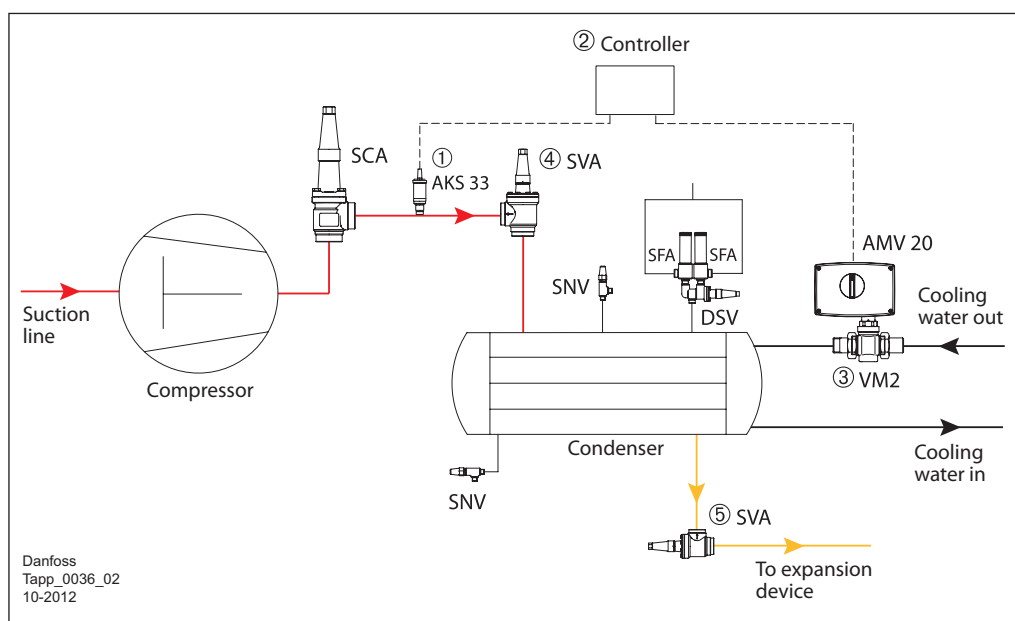 ② Controller
SCA
①
AKS 33
④ SVA
SFA
SFA
AMV 20
SNV
DSV
Cooling
water out
Suction
line
Compressor
③ VM2
Condenser
Cooling
water in
SNV
⑤ SVA
To expansion
device
Danfoss
Tapp_0036_02
10-2012